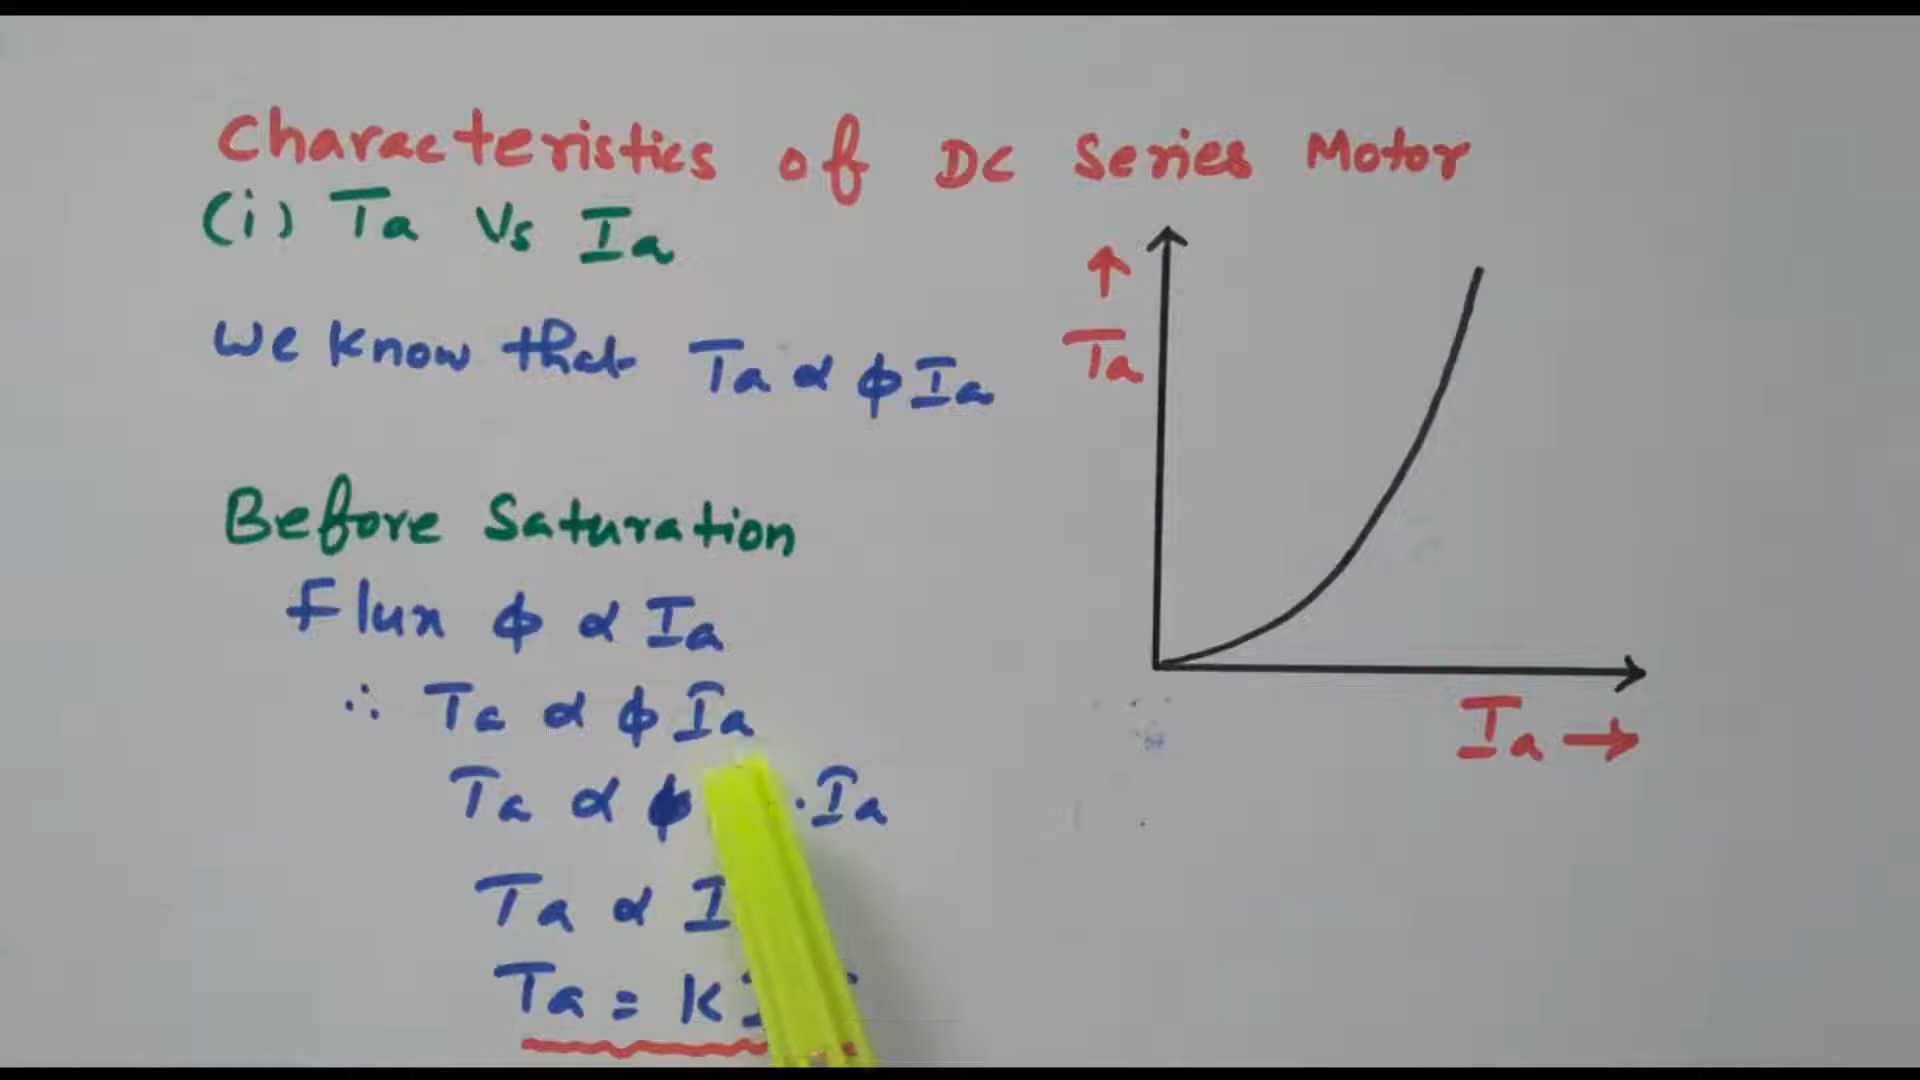 Characteristics of DC Series Motor
(i) Ta Vs Ia
We know that Ta α ϕ Ia
Before Saturation
Flux ϕ α Ia
∴ Ta α ϕ Ia
Ta α . Ia
Ta α I
Ta = K
↑
Ta
Ia →